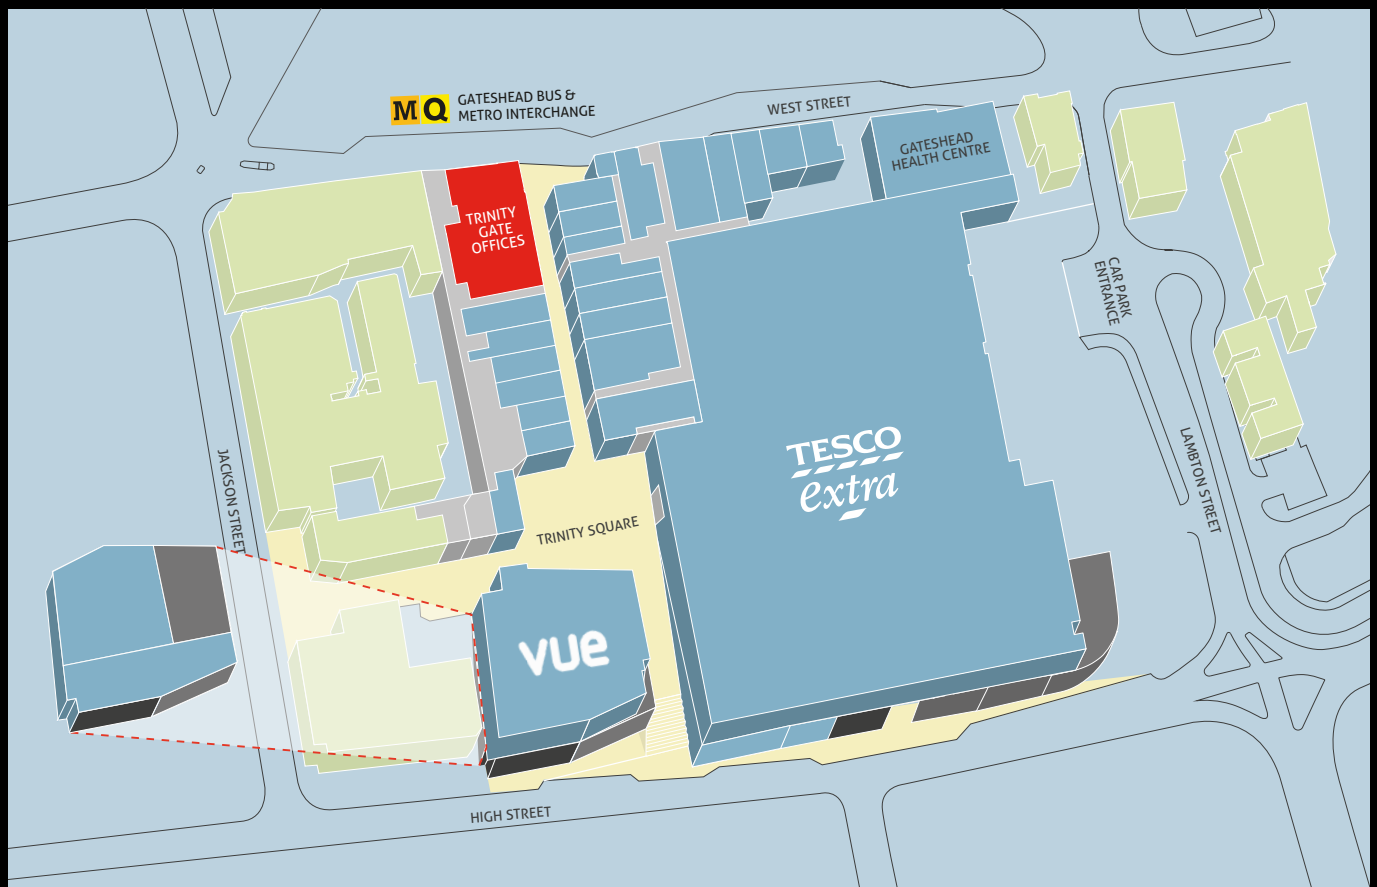 M Q GATESHEAD BUS &
METRO INTERCHANGE
WEST STREET
GATESHEAD
HEALTH CENTRE
TRINITY
GATE
OFFICES
CAR PARK
ENTRANCE
JACKSON STREET
TESCO
extra
LAMBTON STREET
TRINITY SQUARE
vue
HIGH STREET